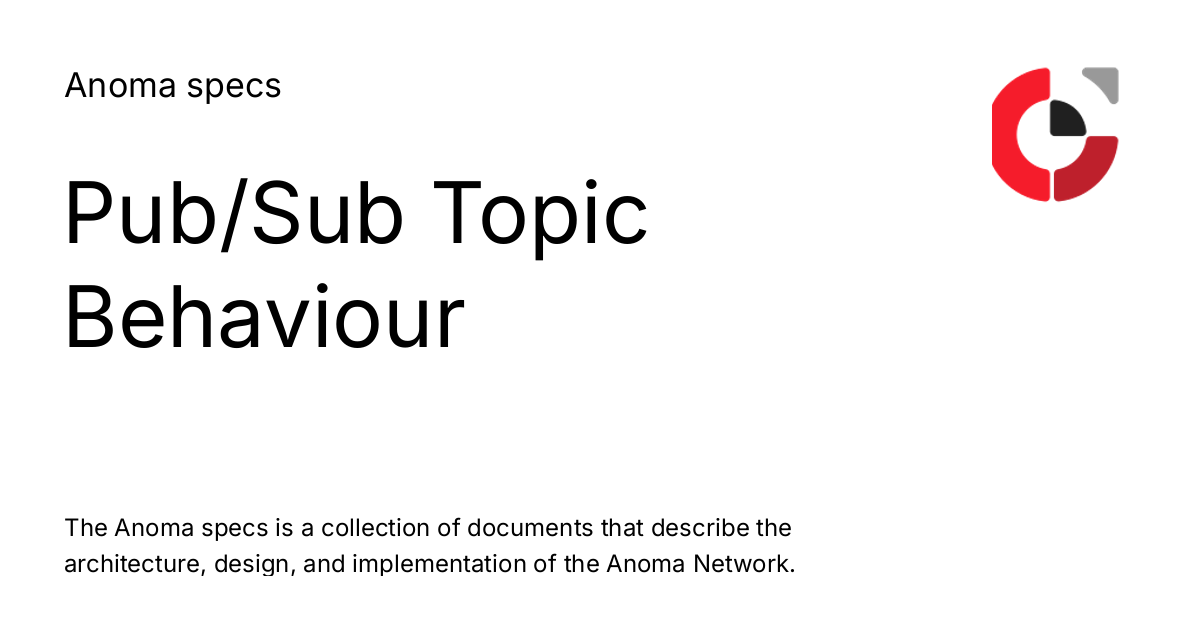 Anoma specs
Pub/Sub Topic
Behaviour
The Anoma specs is a collection of documents that describe the
architecture, design, and implementation of the Anoma Network.